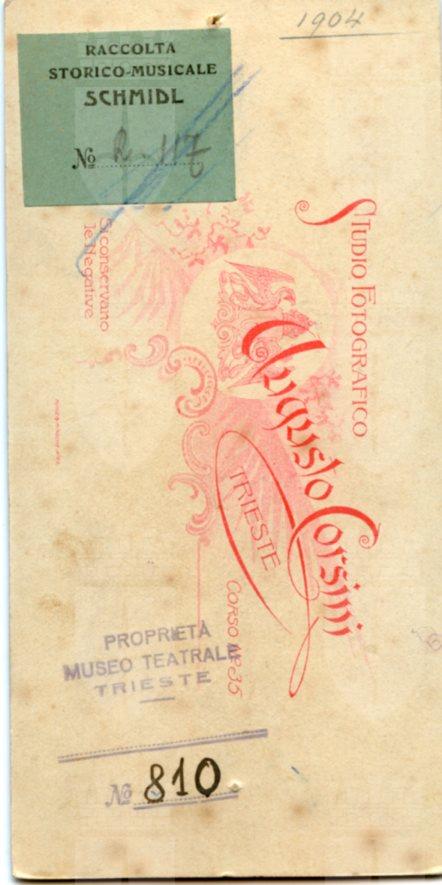 1904
RACCOLTA
STORICO-MUSICALE
SCHMIDL
No R. 117
STUDIO FOTOGRAFICO
Augusto Corsini
TRIESTE
CORSO No 35
Si conservano
le Negative
PROPRIETÀ
MUSEO TEATRALE
TRIESTE
No 810